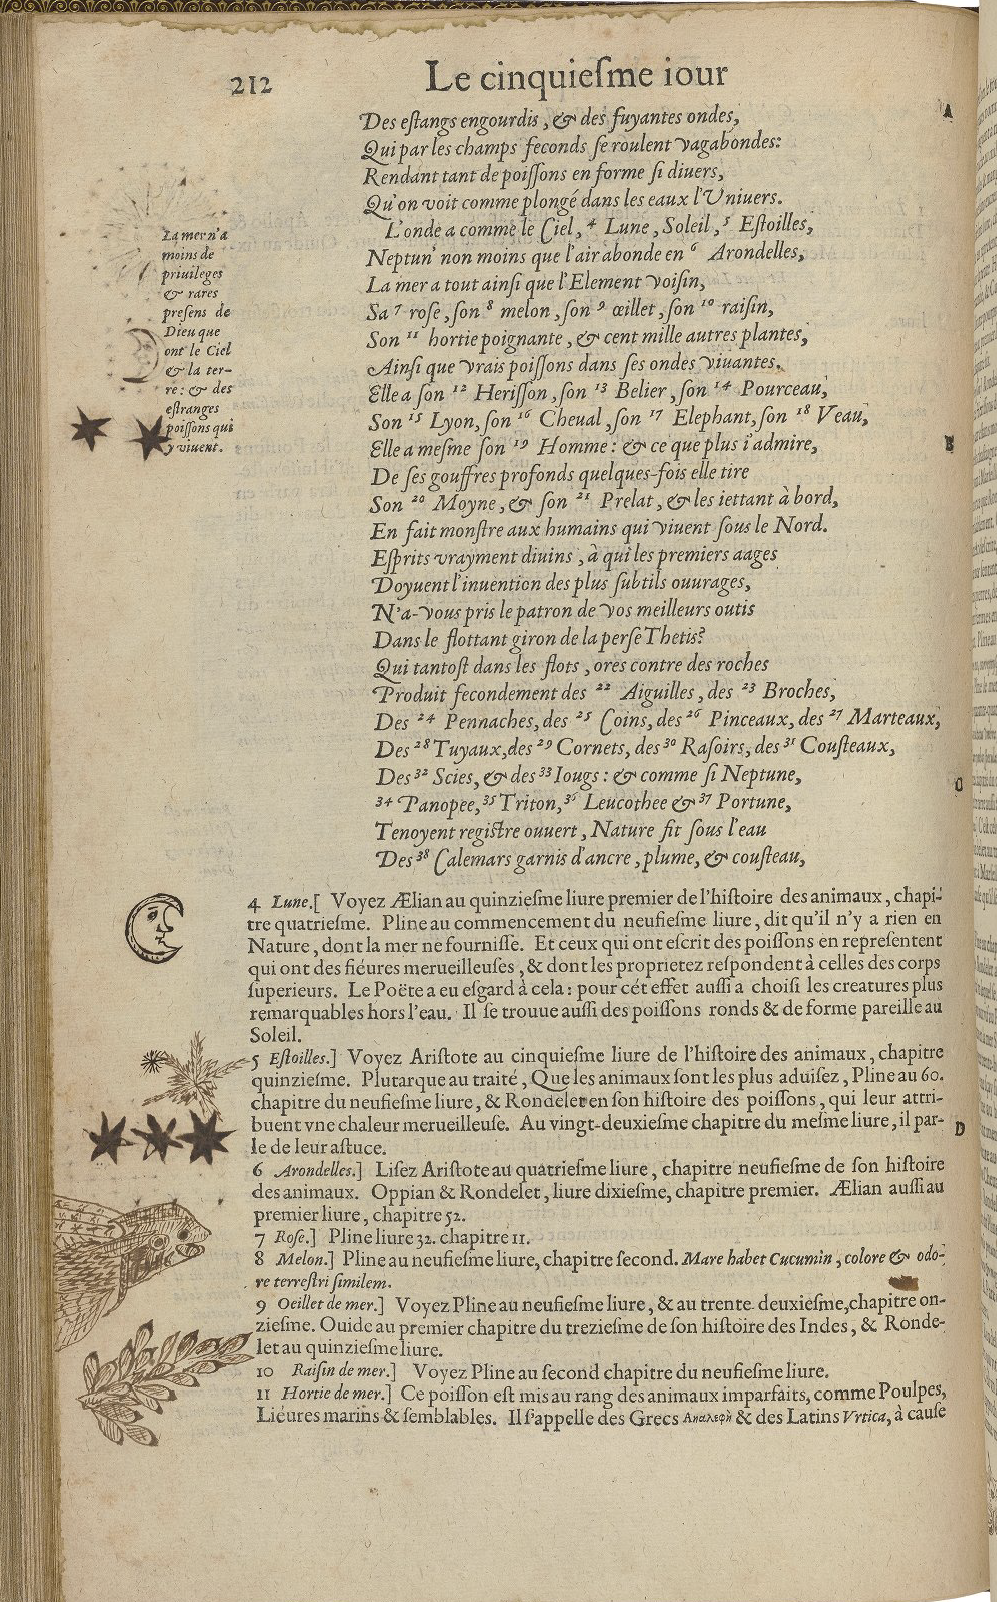 212
Le cinquieſme iour
Des eſtangs engourdis, & des fuyantes ondes,
Qui par les champs feconds ſe roulent vagabondes:
Rendant tant de poiſſons en forme ſi diuers,
Qu'on voit comme plongé dans les eaux l'Vniuers.
L'onde a comme le Ciel, 4 Lune, Soleil, 5 Eſtoilles,
Neptun' non moins que l'air abonde en 6 Arondelles,
La mer a tout ainſi que l'Element voiſin,
Sa 7 roſe, ſon 8 melon, ſon 9 œillet, ſon 10 raiſin,
Son 11 hortie poignante, & cent mille autres plantes,
Ainſi que vrais poiſſons dans ſes ondes viuantes.
Elle a ſon 12 Heriſſon, ſon 13 Belier, ſon 14 Pourceau,
Son 15 Lyon, ſon 16 Cheual, ſon 17 Elephant, ſon 18 Veau,
Elle a meſme ſon 19 Homme: & ce que plus i'admire,
De ſes gouffres profonds quelques-fois elle tire
Son 20 Moyne, & ſon 21 Prelat, & les iettant à bord,
En fait monſtre aux humains qui viuent ſous le Nord.
Eſprits vrayment diuins, à qui les premiers aages
Doyuent l'inuention des plus ſubtils ouurages,
N'a-vous pris le patron de vos meilleurs outis
Dans le flottant giron de la perſe Thetis?
Qui tantoſt dans les flots, ores contre des roches
Produit fecondement des 22 Aiguilles, des 23 Broches,
Des 24 Pennaches, des 25 Coins, des 26 Pinceaux, des 27 Marteaux,
Des 28 Tuyaux, des 29 Cornets, des 30 Raſoirs, des 31 Couſteaux,
Des 32 Scies, & des 33 Iougs: & comme ſi Neptune,
34 Panopee, 35 Triton, 36 Leucothee & 37 Portune,
Tenoyent regiſtre ouuert, Nature fit ſous l'eau
Des 38 Calemars garnis d'ancre, plume, & couſteau,
La mer n'a
moins de
priuileges
& rares
preſens de
Dieu que
ont le Ciel
& la ter-
re: & des
eſtranges
poiſſons qui
y viuent.
A
B
C
D
4 Lune.[ Voyez Ælian au quinzieſme liure premier de l'hiſtoire des animaux, chapi-
tre quatrieſme. Pline au commencement du neufieſme liure, dit qu'il n'y a rien en
Nature, dont la mer ne fourniſſe. Et ceux qui ont eſcrit des poiſſons en repreſentent
qui ont des figures merueilleuſes, & dont les proprietez reſpondent à celles des corps
ſuperieurs. Le Poëte a eu eſgard à cela: pour cét effet auſſi a choiſi les creatures plus
remarquables hors l'eau. Il ſe trouue auſſi des poiſſons ronds & de forme pareille au
Soleil.
5 Eſtoilles.] Voyez Ariſtote au cinquieſme liure de l'hiſtoire des animaux, chapitre
quinzieſme. Plutarque au traité, Que les animaux ſont les plus aduiſez, Pline au 60.
chapitre du neufieſme liure, & Rondelet en ſon hiſtoire des poiſſons, qui leur attri-
buent vne chaleur merueilleuſe. Au vingt-deuxieſme chapitre du meſme liure, il par-
le de leur aſtuce.
6 Arondelles.] Liſez Ariſtote au quatrieſme liure, chapitre neufieſme de ſon hiſtoire
des animaux. Oppian & Rondelet, liure dixieſme, chapitre premier. Ælian auſſi au
premier liure, chapitre 52.
7 Roſe.] Pline liure 32. chapitre 11.
8 Melon.] Pline au neufieſme liure, chapitre ſecond. Mare habet Cucumin, colore & odo-
re terreſtri ſimilem.
9 Oeillet de mer.] Voyez Pline au neufieſme liure, & au trente-deuxieſme, chapitre on-
zieſme. Ouide au premier chapitre du trezieſme de ſon hiſtoire des Indes, & Ronde-
let au quinzieſme liure.
10 Raiſin de mer.] Voyez Pline au ſecond chapitre du neufieſme liure.
11 Hortie de mer.] Ce poiſſon eſt mis au rang des animaux imparfaits, comme Poulpes,
Liéures marins & ſemblables. Il s'appelle des Grecs Ακαλεφὴ & des Latins Vrtica, à cauſe